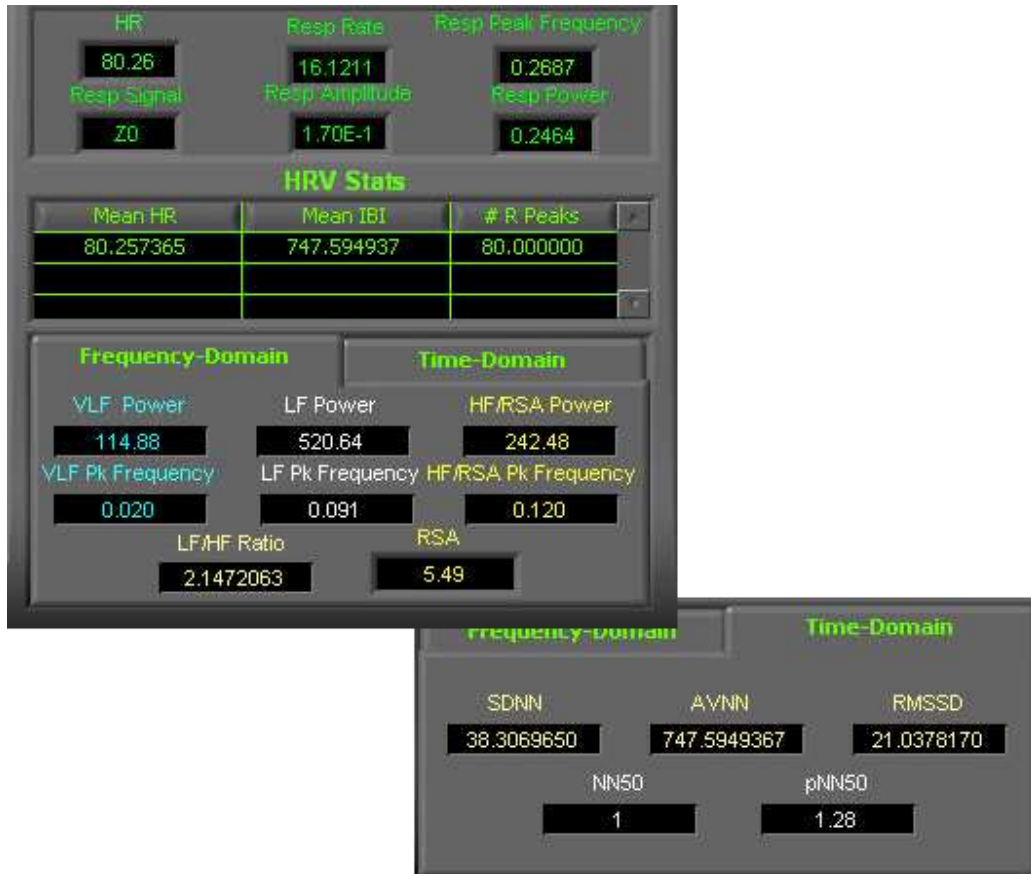 HR Resp Rate Resp Peak Frequency
80.26 16.1211 0.2687
Resp Signal Resp Amplitude Resp Power
Z0 1.70E-1 0.2464
HRV Stats
Mean HR Mean IBI # R Peaks
80.257365 747.594937 80.000000
Frequency-Domain Time-Domain
VLF Power LF Power HF/RSA Power
114.88 520.64 242.48
VLF Pk Frequency LF Pk Frequency HF/RSA Pk Frequency
0.020 0.091 0.120
LF/HF Ratio RSA
2.1472063 5.49
Frequency-Domain Time-Domain
SDNN AVNN RMSSD
38.3069650 747.5949367 21.0378170
NN50 pNN50
1 1.28